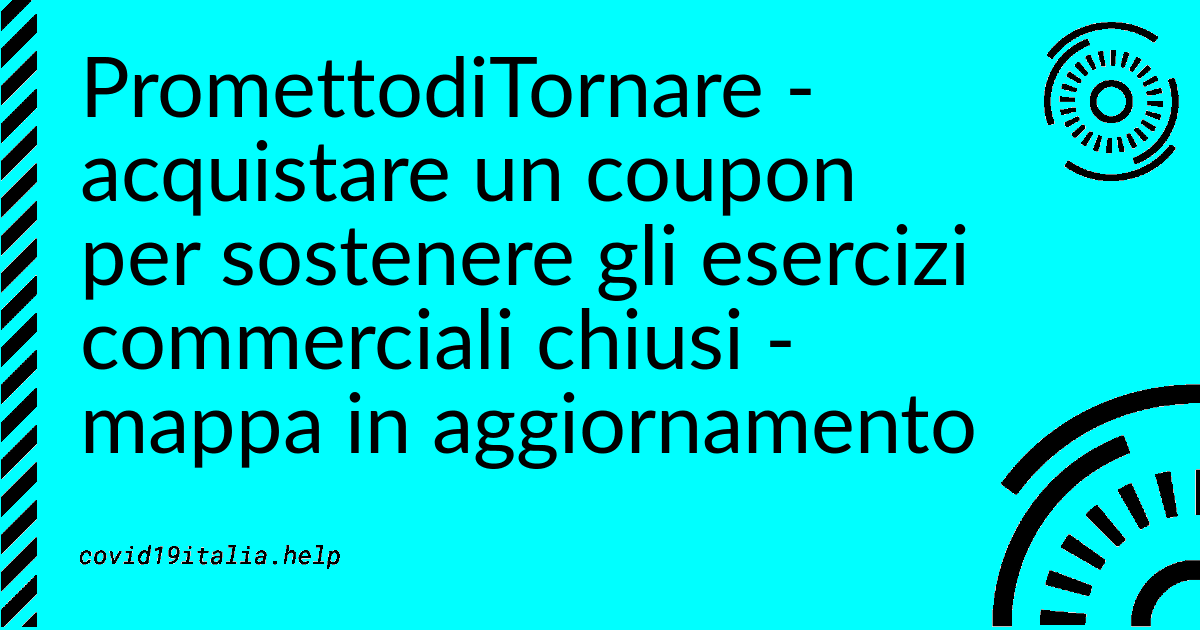 PromettodiTornare -
acquistare un coupon
per sostenere gli esercizi
commerciali chiusi -
mappa in aggiornamento
covid19italia.help